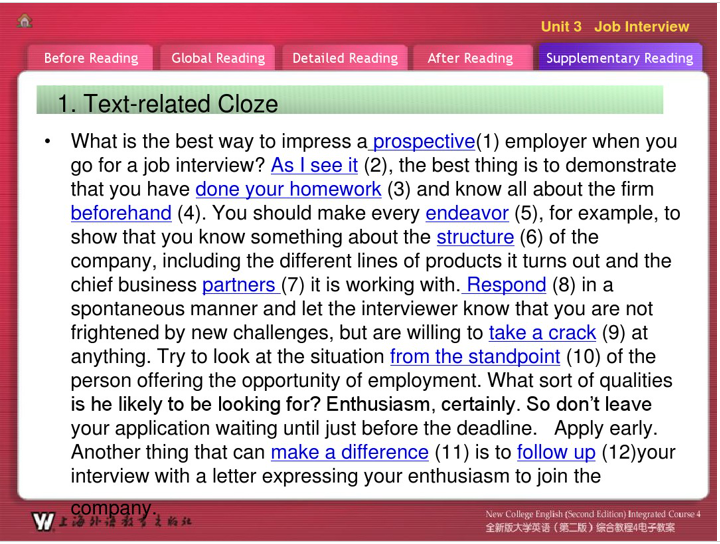 Unit 3 Job Interview
Before Reading
Global Reading
Detailed Reading
After Reading
Supplementary Reading
1. Text-related Cloze
• What is the best way to impress a prospective(1) employer when you
go for a job interview? As I see it (2), the best thing is to demonstrate
that you have done your homework (3) and know all about the firm
beforehand (4). You should make every endeavor (5), for example, to
show that you know something about the structure (6) of the
company, including the different lines of products it turns out and the
chief business partners (7) it is working with. Respond (8) in a
spontaneous manner and let the interviewer know that you are not
frightened by new challenges, but are willing to take a crack (9) at
anything. Try to look at the situation from the standpoint (10) of the
person offering the opportunity of employment. What sort of qualities
is he likely to be looking for? Enthusiasm, certainly. So don't leave
your application waiting until just before the deadline. Apply early.
Another thing that can make a difference (11) is to follow up (12)your
interview with a letter expressing your enthusiasm to join the
company.
W 上海外语教育出版社
New College English (Second Edition) Integrated Course 4
全新版大学英语（第二版）综合教程4电子教案